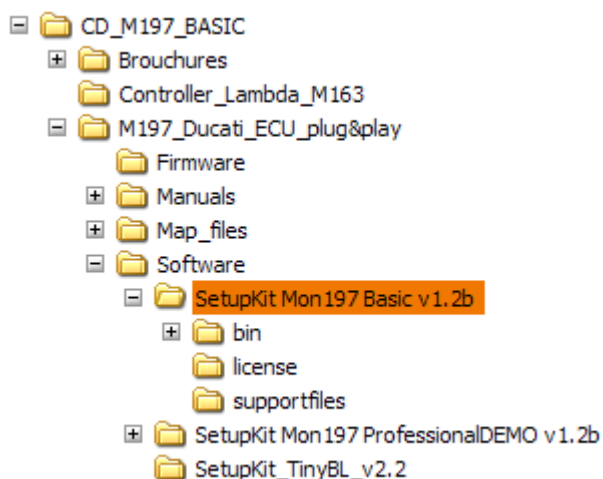 CD_M197_BASIC
Brouchures
Controller_Lambda_M163
M197_Ducati_ECU_plug&play
Firmware
Manuals
Map_files
Software
SetupKit Mon197 Basic v1.2b
bin
license
supportfiles
SetupKit Mon197 ProfessionalDEMO v1.2b
SetupKit_TinyBL_v2.2